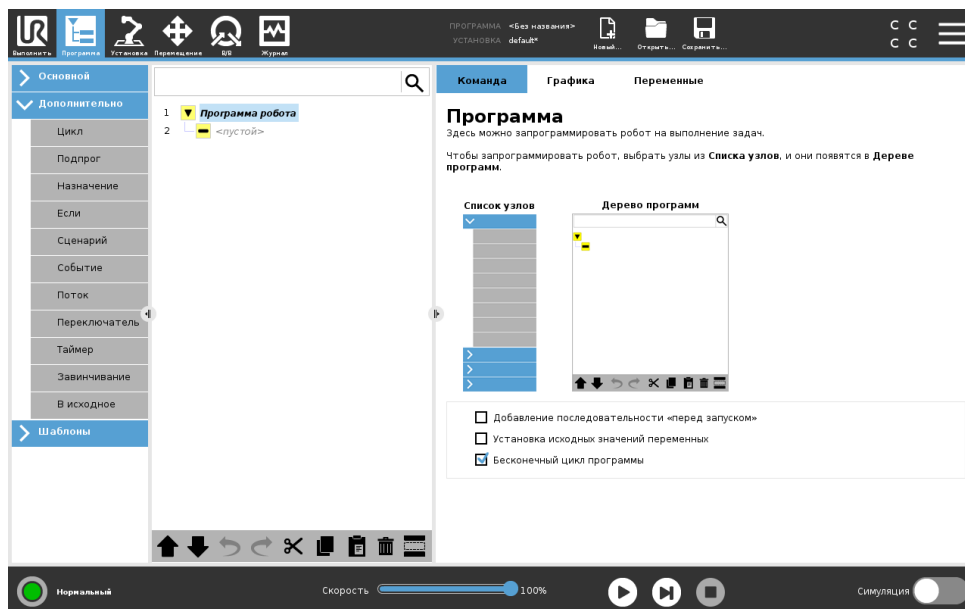 ПРОГРАММА <Без названия>
УСТАНОВКА default*
Выполнить Программа Установка Перемещение В/В Журнал
Новый... Открыть... Сохранить...
C C
C C
Основной
Дополнительно
Цикл
Подпрог
Назначение
Если
Сценарий
Событие
Поток
Переключатель
Таймер
Завинчивание
В исходное
Шаблоны
1 Программа робота
2 <пустой>
Команда Графика Переменные
Программа
Здесь можно запрограммировать робот на выполнение задач.
Чтобы запрограммировать робот, выбрать узлы из Списка узлов, и они появятся в Дереве
программ.
Список узлов Дерево программ
Добавление последовательности «перед запуском»
Установка исходных значений переменных
Бесконечный цикл программы
Нормальный
Скорость 100%
Симуляция